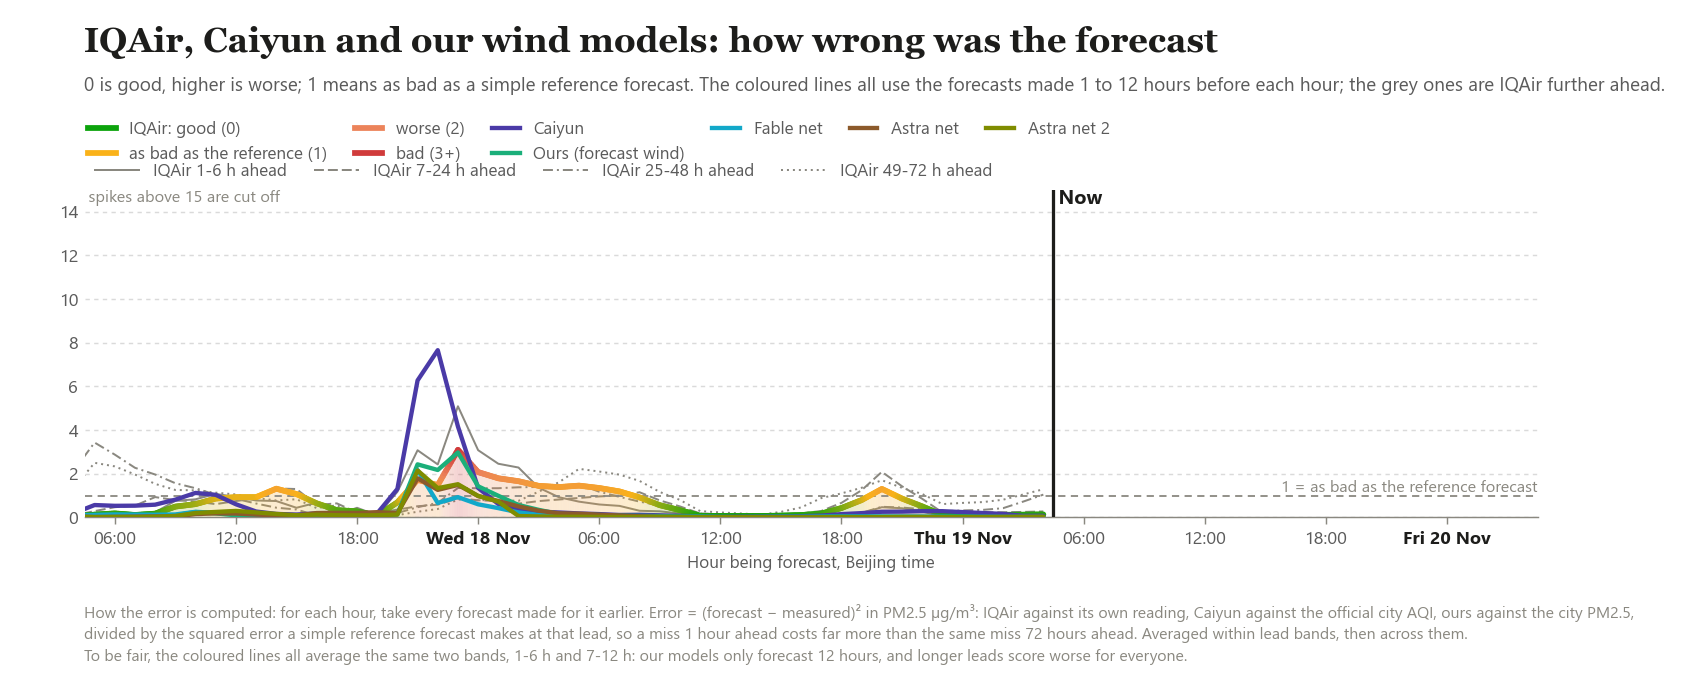 IQAir, Caiyun and our wind models: how wrong was the forecast
0 is good, higher is worse; 1 means as bad as a simple reference forecast. The coloured lines all use the forecasts made 1 to 12 hours before each hour; the grey ones are IQAir further ahead.
IQAir: good (0) worse (2) Caiyun Fable net Astra net Astra net 2
as bad as the reference (1) bad (3+) Ours (forecast wind)
IQAir 1-6 h ahead IQAir 7-24 h ahead IQAir 25-48 h ahead IQAir 49-72 h ahead
spikes above 15 are cut off
Now
14
12
10
8
6
4
2
1 = as bad as the reference forecast
0
06:00 12:00 18:00 Wed 18 Nov 06:00 12:00 18:00 Thu 19 Nov 06:00 12:00 18:00 Fri 20 Nov
Hour being forecast, Beijing time
How the error is computed: for each hour, take every forecast made for it earlier. Error = (forecast − measured)² in PM2.5 µg/m³: IQAir against its own reading, Caiyun against the official city AQI, ours against the city PM2.5,
divided by the squared error a simple reference forecast makes at that lead, so a miss 1 hour ahead costs far more than the same miss 72 hours ahead. Averaged within lead bands, then across them.
To be fair, the coloured lines all average the same two bands, 1-6 h and 7-12 h: our models only forecast 12 hours, and longer leads score worse for everyone.